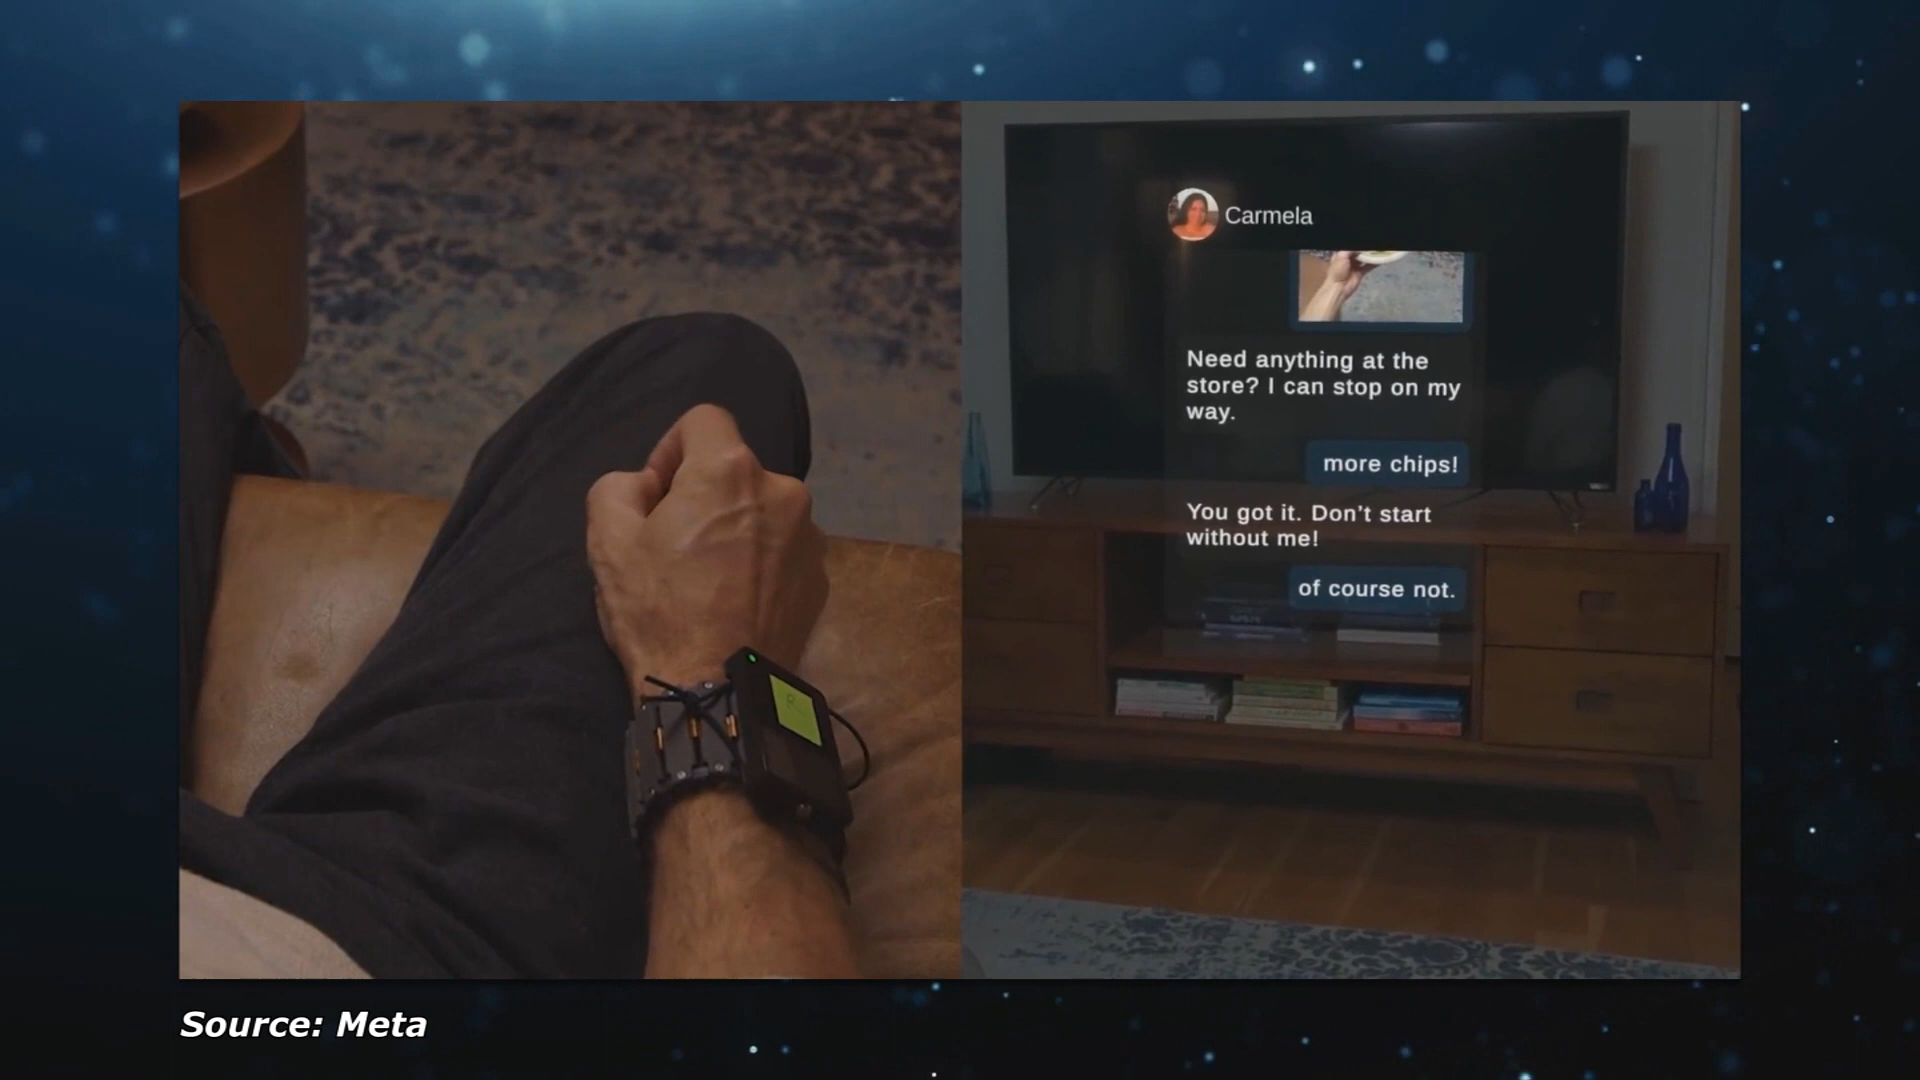 Carmela
Need anything at the
store? I can stop on my
way.
more chips!
You got it. Don't start
without me!
of course not.
Source: Meta